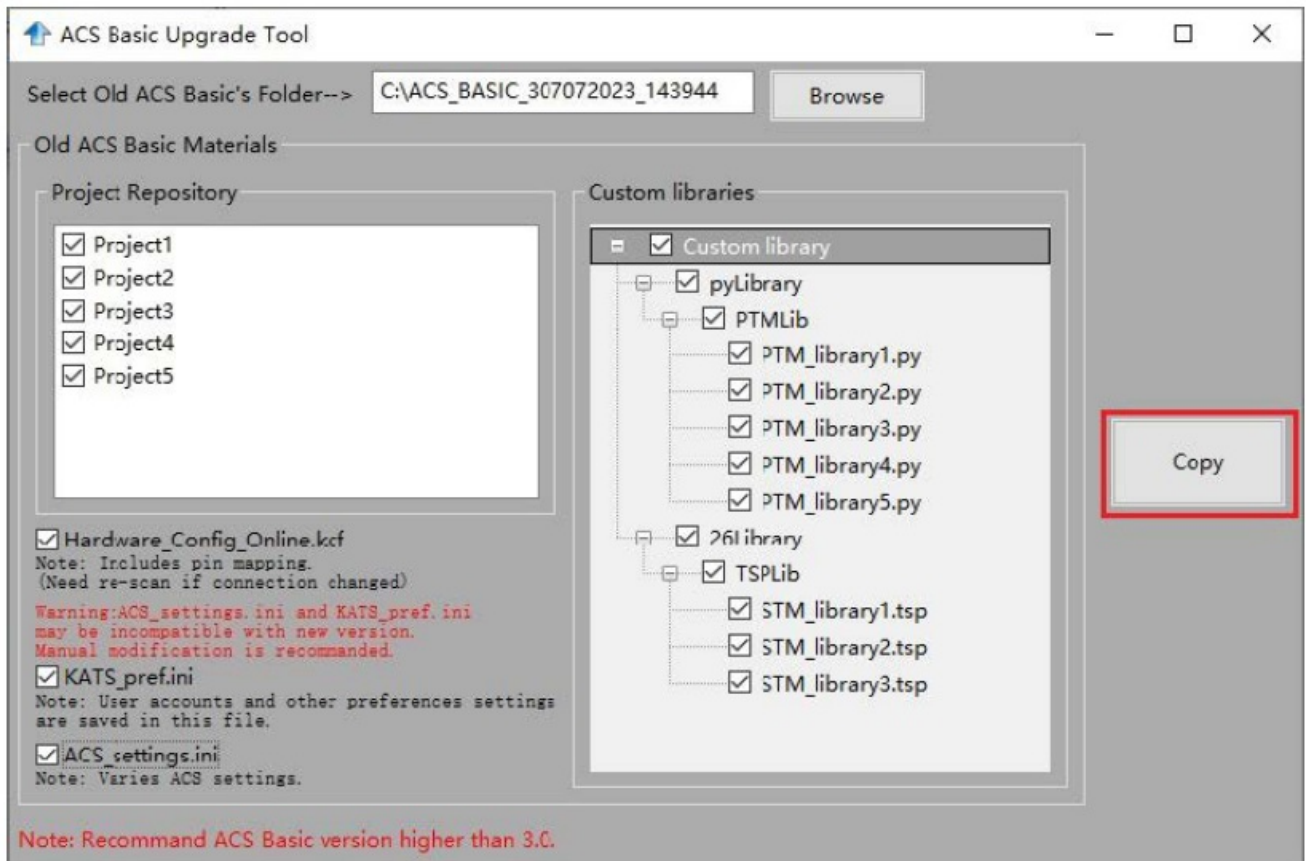 ACS Basic Upgrade Tool
Select Old ACS Basic's Folder-->
C:\ACS_BASIC_307072023_143944
Browse
Old ACS Basic Materials
Project Repository
Project1
Project2
Project3
Project4
Project5
Hardware_Config_Online.kcf
Note: Includes pin mapping.
(Need re-scan if connection changed)
Warning:ACS_settings.ini and KATS_pref.ini
may be incompatible with new version.
Manual modification is recommanded.
KATS_pref.ini
Note: User accounts and other preferences settings
are saved in this file.
ACS_settings.ini
Note: Varies ACS settings.
Custom libraries
Custom library
pyLibrary
PTMLib
PTM_library1.py
PTM_library2.py
PTM_library3.py
PTM_library4.py
PTM_library5.py
26Library
TSPLib
STM_library1.tsp
STM_library2.tsp
STM_library3.tsp
Copy
Note: Recommand ACS Basic version higher than 3.0.